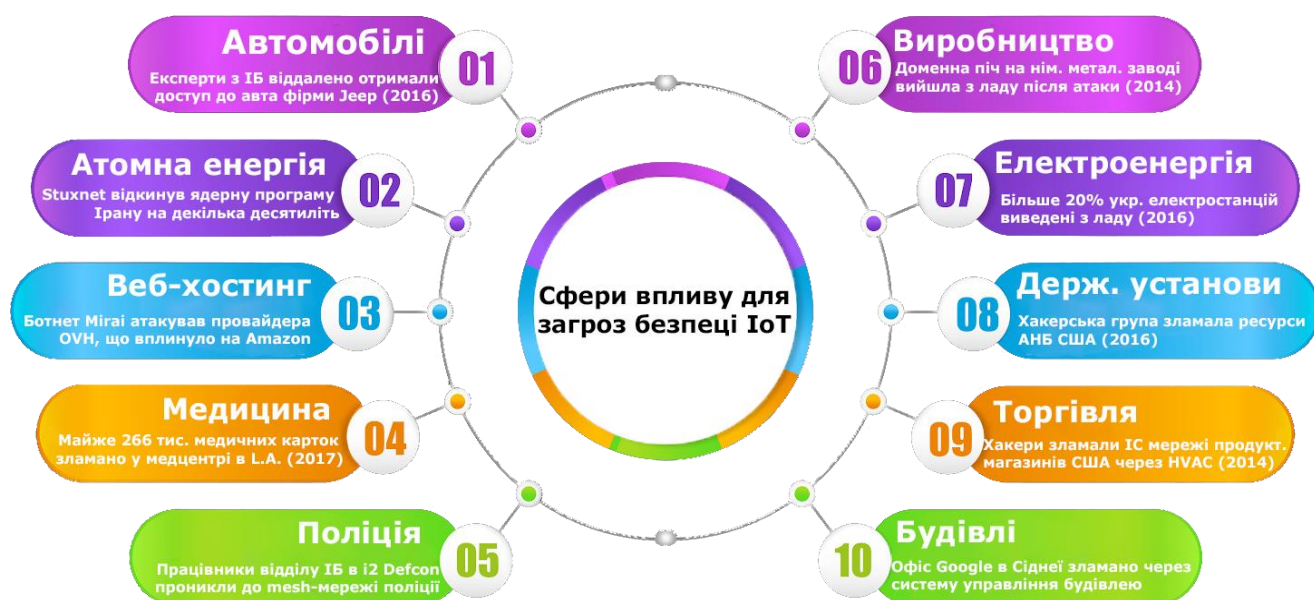 Автомобілі
Експерти з ІБ віддалено отримали
доступ до авта фірми Jeep (2016)
01
Атомна енергія
Stuxnet відкинув ядерну програму
Ірану на декілька десятиліть
02
Веб-хостинг
Ботнет Mirai атакував провайдера
OVH, що вплинуло на Amazon
03
Медицина
Майже 266 тис. медичних карток
зламано у медцентрі в L.A. (2017)
04
Поліція
Працівники відділу ІБ в i2 Defcon
проникли до mesh-мережі поліції
05
Сфери впливу для
загроз безпеці IoT
06
Виробництво
Доменна піч на нім. метал. заводі
вийшла з ладу після атаки (2014)
07
Електроенергія
Більше 20% укр. електростанцій
виведені з ладу (2016)
08
Держ. установи
Хакерська група зламала ресурси
АНБ США (2016)
09
Торгівля
Хакери зламали ІС мережі продукт.
магазинів США через HVAC (2014)
10
Будівлі
Офіс Google в Сіднеї зламано через
систему управління будівлею